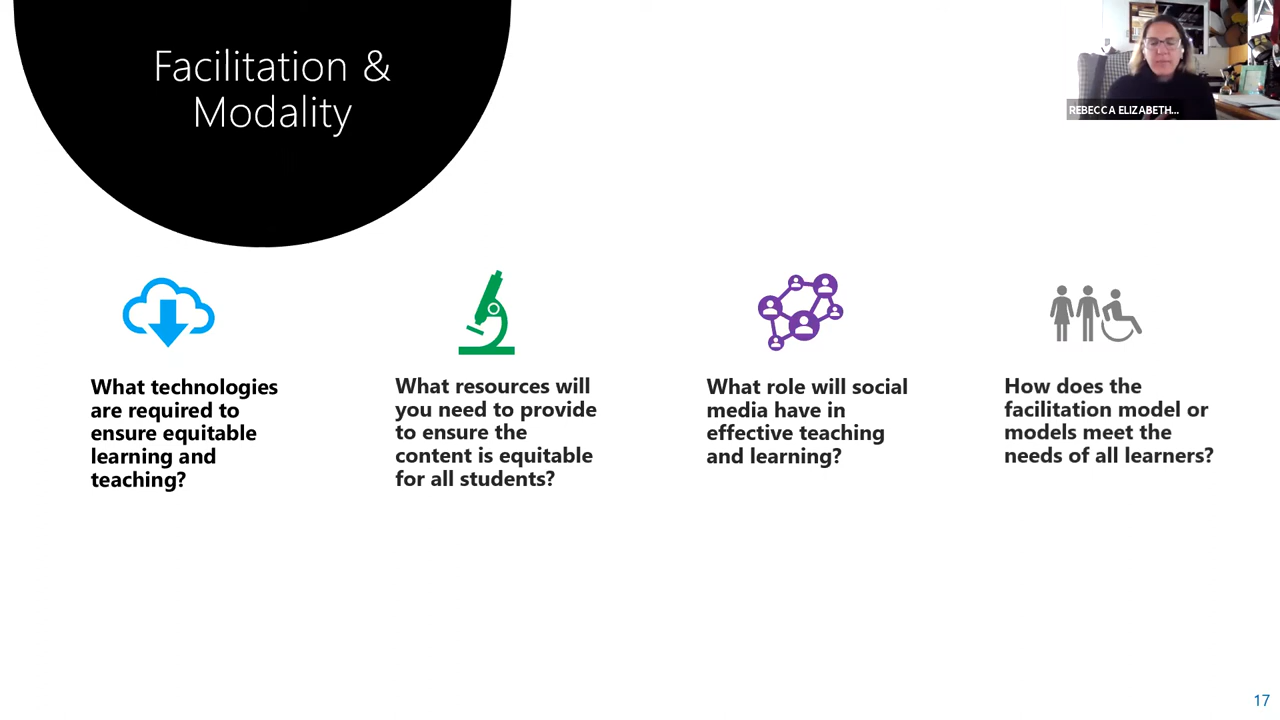 Facilitation &
Modality
REBECCA ELIZABETH...
What technologies
are required to
ensure equitable
learning and
teaching?
What resources will
you need to provide
to ensure the
content is equitable
for all students?
What role will social
media have in
effective teaching
and learning?
How does the
facilitation model or
models meet the
needs of all learners?
17